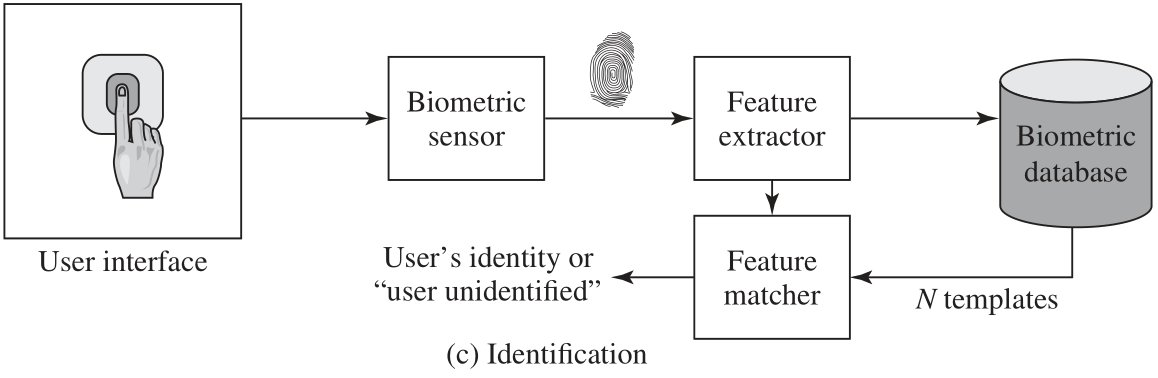 Biometric
sensor
Feature
extractor
Biometric
database
User interface
User’s identity or
“user unidentified”
Feature
matcher
N templates
(c) Identification